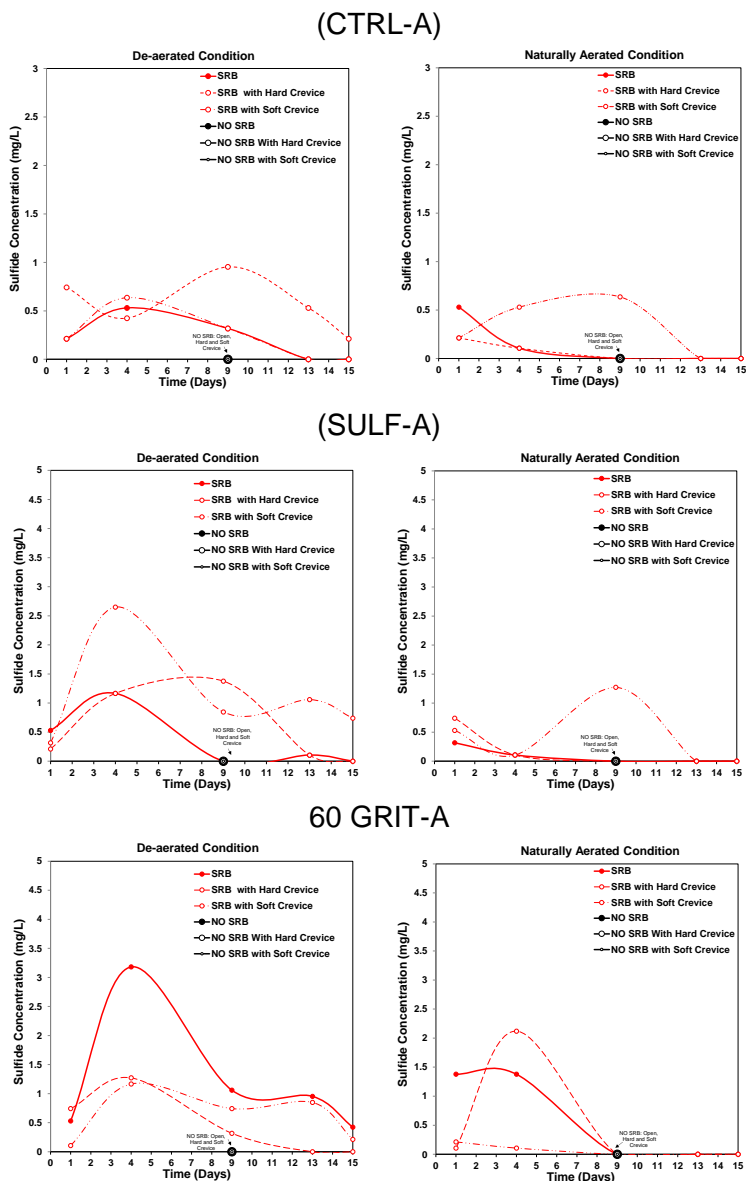 (CTRL-A)
De-aerated Condition
3
2.5
2
1.5
1
0.5
0
Sulfide Concentration (mg/L)
SRB
SRB with Hard Crevice
SRB with Soft Crevice
NO SRB
NO SRB With Hard Crevice
NO SRB with Soft Crevice
NO SRB: Open,
Hard and Soft
Crevice
0 1 2 3 4 5 6 7 8 9 10 11 12 13 14 15
Time (Days)
Naturally Aerated Condition
3
2.5
2
1.5
1
0.5
0
Sulfide Concentration (mg/L)
SRB
SRB with Hard Crevice
SRB with Soft Crevice
NO SRB
NO SRB With Hard Crevice
NO SRB with Soft Crevice
NO SRB: Open,
Hard and Soft
Crevice
0 1 2 3 4 5 6 7 8 9 10 11 12 13 14 15
Time (Days)
(SULF-A)
De-aerated Condition
5
4.5
4
3.5
3
2.5
2
1.5
1
0.5
0
Sulfide Concentration (mg/L)
SRB
SRB with Hard Crevice
SRB with Soft Crevice
NO SRB
NO SRB With Hard Crevice
NO SRB with Soft Crevice
NO SRB: Open,
Hard and Soft
Crevice
1 2 3 4 5 6 7 8 9 10 11 12 13 14 15
Time (Days)
Naturally Aerated Condition
5
4.5
4
3.5
3
2.5
2
1.5
1
0.5
0
Sulfide Concentration (mg/L)
SRB
SRB with Hard Crevice
SRB with Soft Crevice
NO SRB
NO SRB With Hard Crevice
NO SRB with Soft Crevice
NO SRB: Open,
Hard and Soft
Crevice
0 1 2 3 4 5 6 7 8 9 10 11 12 13 14 15
Time (Days)
60 GRIT-A
De-aerated Condition
5
4.5
4
3.5
3
2.5
2
1.5
1
0.5
0
Sulfide Concentration (mg/L)
SRB
SRB with Hard Crevice
SRB with Soft Crevice
NO SRB
NO SRB With Hard Crevice
NO SRB with Soft Crevice
NO SRB: Open,
Hard and Soft
Crevice
0 1 2 3 4 5 6 7 8 9 10 11 12 13 14 15
Time (Days)
Naturally Aerated Condition
5
4.5
4
3.5
3
2.5
2
1.5
1
0.5
0
Sulfide Concentration (mg/L)
SRB
SRB with Hard Crevice
SRB with Soft Crevice
NO SRB
NO SRB With Hard Crevice
NO SRB with Soft Crevice
NO SRB: Open,
Hard and Soft
Crevice
0 1 2 3 4 5 6 7 8 9 10 11 12 13 14 15
Time (Days)